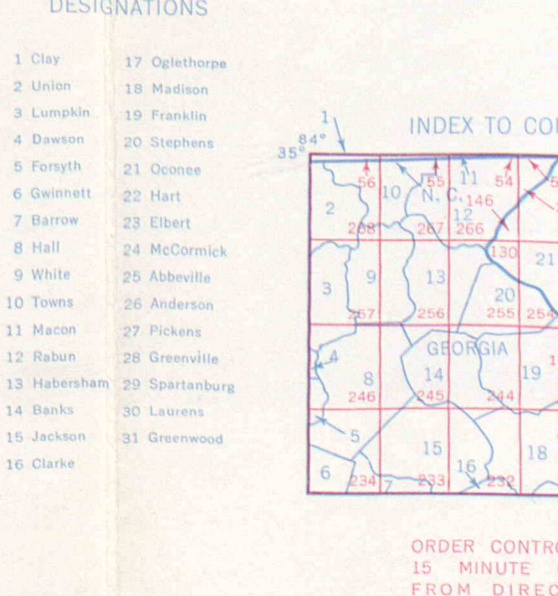 DESIGNATIONS
1 Clay
2 Union
3 Lumpkin
4 Dawson
5 Forsyth
6 Gwinnett
7 Barrow
8 Hall
9 White
10 Towns
11 Macon
12 Rabun
13 Habersham
14 Banks
15 Jackson
16 Clarke
17 Oglethorpe
18 Madison
19 Franklin
20 Stephens
21 Oconee
22 Hart
23 Elbert
24 McCormick
25 Abbeville
26 Anderson
27 Pickens
28 Greenville
29 Spartanburg
30 Laurens
31 Greenwood
INDEX TO CO
1
84°
35°
56 10 55 11 54 5
2 N. C. 146
12
268 267 266
130
3 9 13 21
20
257 256 255 254
4 GEORGIA 1
8 14 19
246 245 244
5 15 18
6 16
234 7 233 232
ORDER CONTRO
15 MINUTE
FROM DIREC